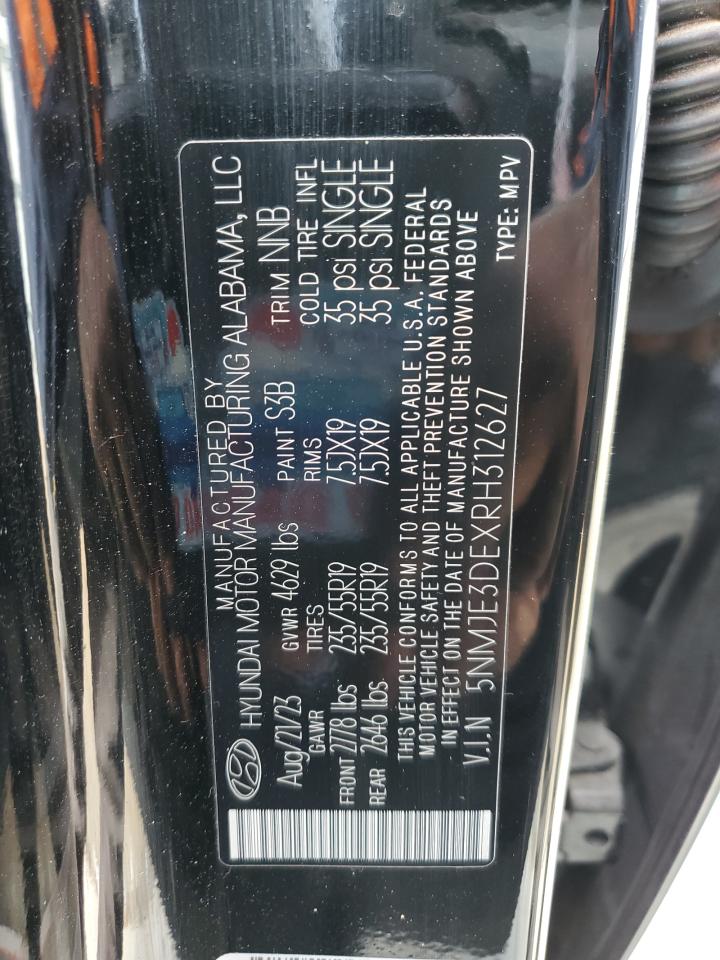 MANUFACTURED BY
HYUNDAI MOTOR MANUFACTURING ALABAMA, LLC
Aug/21/23 GVWR 4629 lbs PAINT S3B TRIM NNB
GAWR TIRES RIMS COLD TIRE INFL
FRONT 2778 lbs 235/55R19 7.5JX19 35 psi SINGLE
REAR 2646 lbs 235/55R19 7.5JX19 35 psi SINGLE
THIS VEHICLE CONFORMS TO ALL APPLICABLE U.S.A. FEDERAL
MOTOR VEHICLE SAFETY AND THEFT PREVENTION STANDARDS
IN EFFECT ON THE DATE OF MANUFACTURE SHOWN ABOVE
V.I.N 5NMJE3DEXRH312627 TYPE: MPV